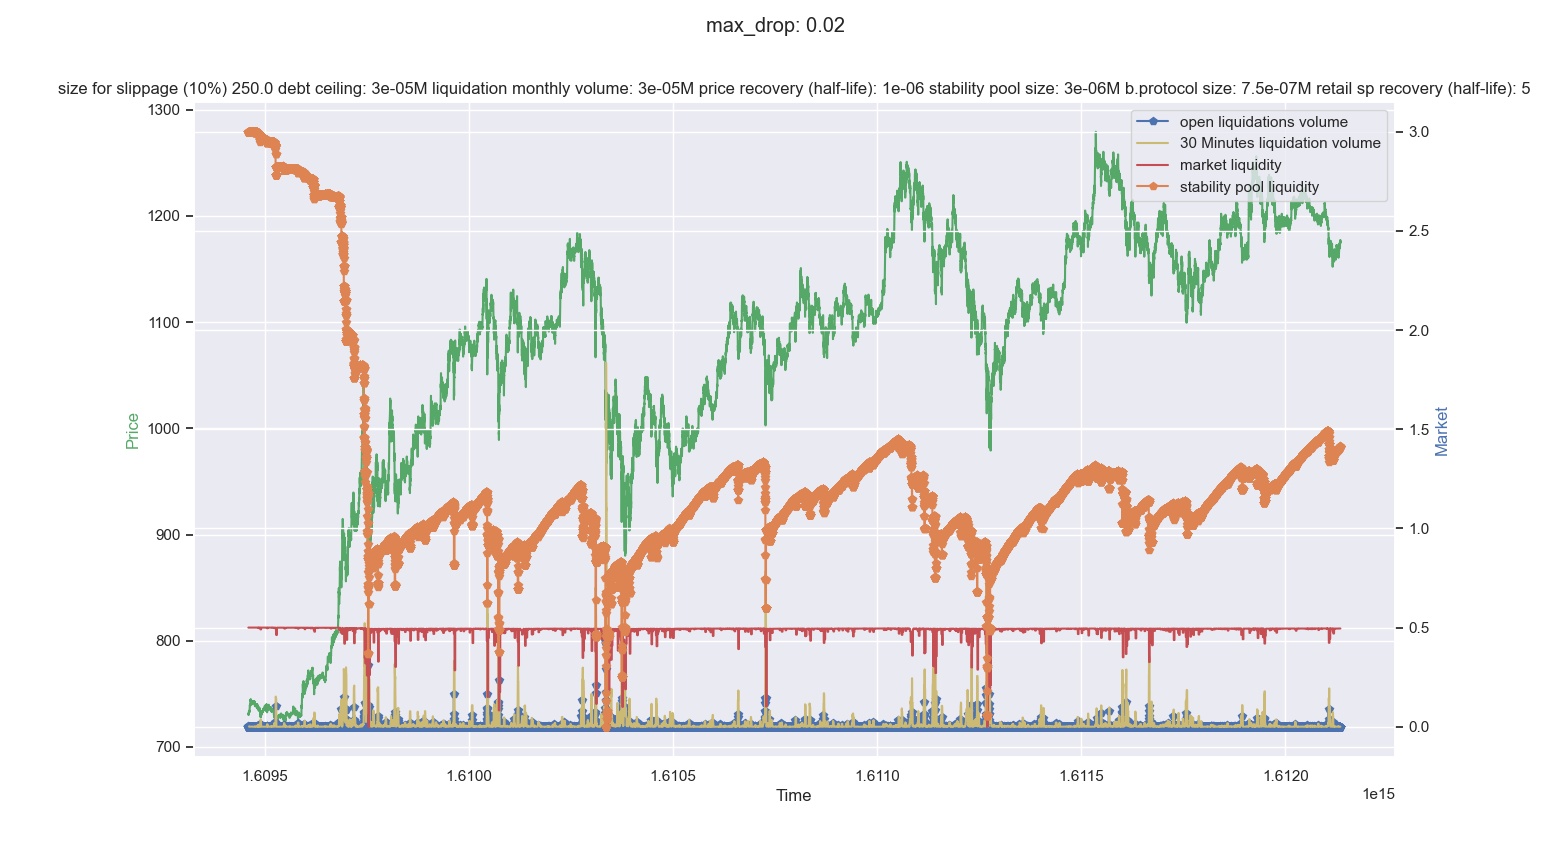 max_drop: 0.02
size for slippage (10%) 250.0 debt ceiling: 3e-05M liquidation monthly volume: 3e-05M price recovery (half-life): 1e-06 stability pool size: 3e-06M b.protocol size: 7.5e-07M retail sp recovery (half-life): 5
open liquidations volume
30 Minutes liquidation volume
market liquidity
stability pool liquidity
1300
1200
1100
1000
900
800
700
Price
3.0
2.5
2.0
1.5
1.0
0.5
0.0
Market
1.6095 1.6100 1.6105 1.6110 1.6115 1.6120
1e15
Time